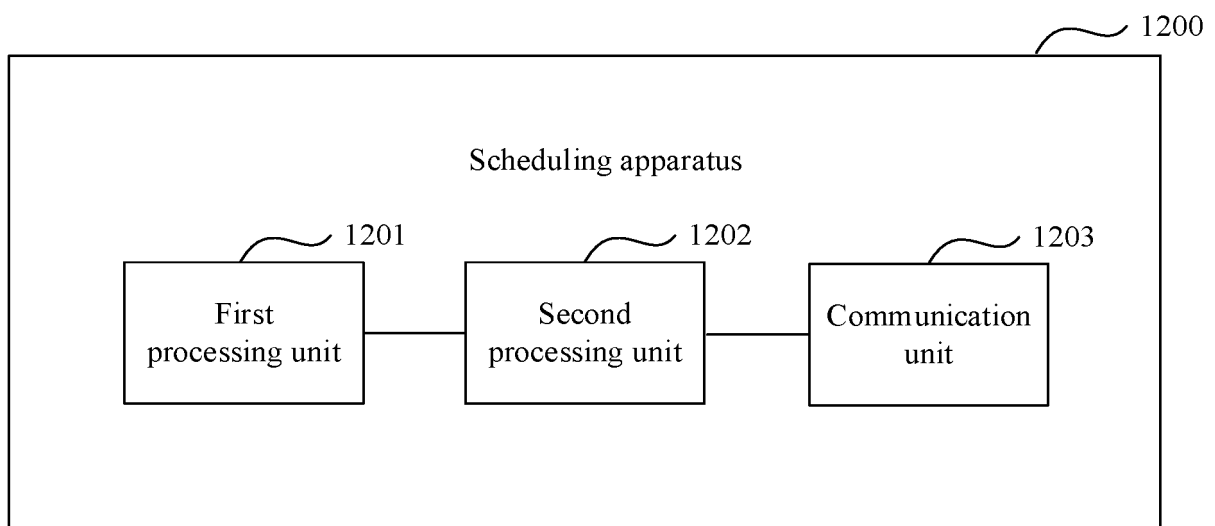 1200
Scheduling apparatus
1201
1202
1203
First
processing unit
Second
processing unit
Communication
unit